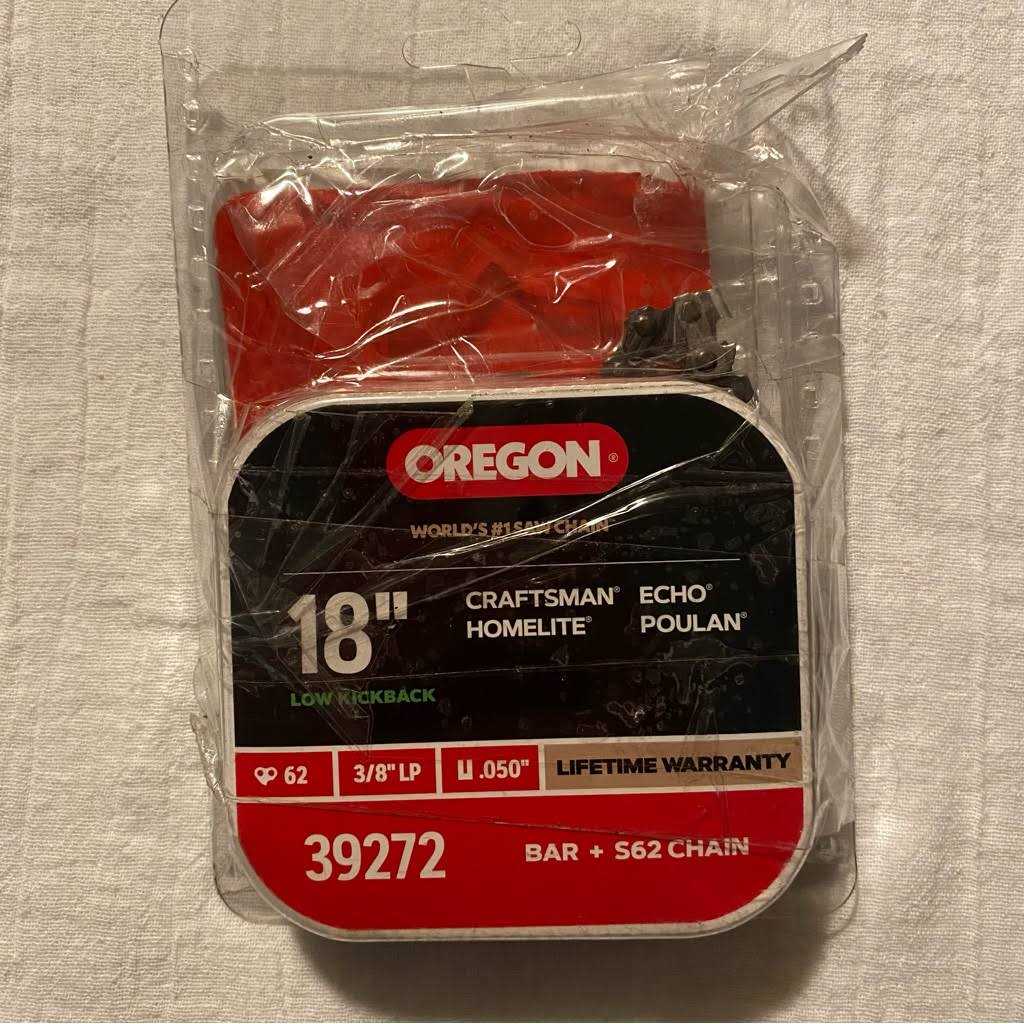 OREGON®
WORLD'S #1 SAW CHAIN
18"
CRAFTSMAN® ECHO®
HOMELITE® POULAN®
LOW KICKBACK
62 3/8" LP .050" LIFETIME WARRANTY
39272 BAR + S62 CHAIN